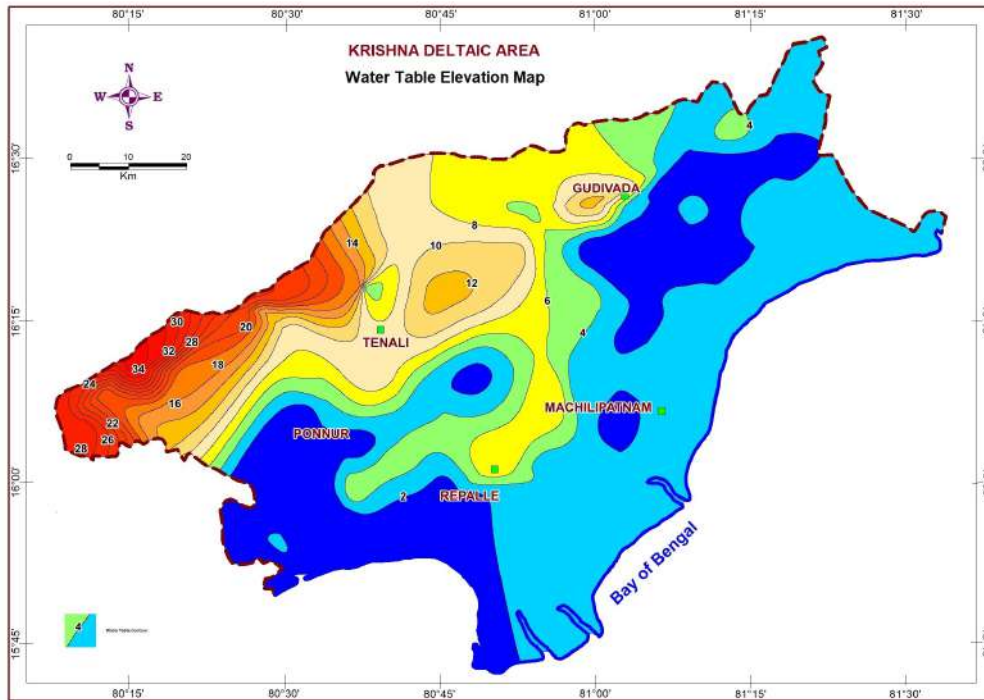 80°15' 80°30' 80°45' 81°00' 81°15' 81°30'
KRISHNA DELTAIC AREA
Water Table Elevation Map
N
W E
S
0 10 20
Km
16°30'
4
GUDIVADA
8
14
10
12
6
16°15'
30
20
28
4
32
TENALI
18
34
24
16
MACHILIPATNAM
22
PONNUR
26
28
16°00'
2
REPALLE
Bay of Bengal
4
Water Table Contour
15°45'
80°15' 80°30' 80°45' 81°00' 81°15' 81°30'